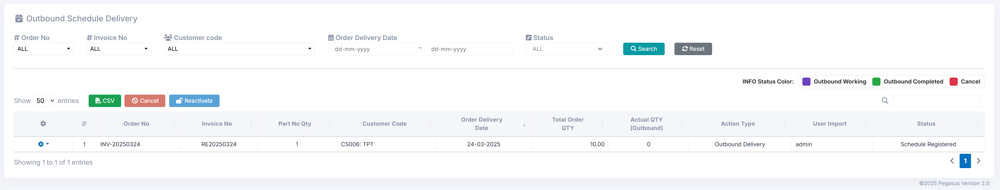 Outbound Schedule Delivery
Order No Invoice No Customer code Order Delivery Date Status
ALL ALL ALL dd-mm-yyyy ~ dd-mm-yyyy ALL Search Reset
INFO Status Color: Outbound Working Outbound Completed Cancel
Show 50 entries CSV Cancel Reactivate
Order No Invoice No Part No Qty Customer Code Order Delivery Date Total Order QTY Actual QTY (Outbound) Action Type User Import Status
1 INV-20250324 RE20250324 1 CS006: TPT 24-03-2025 10.00 0 Outbound Delivery admin Schedule Registered
Showing 1 to 1 of 1 entries 1
©2025 Pegasus Version 2.0